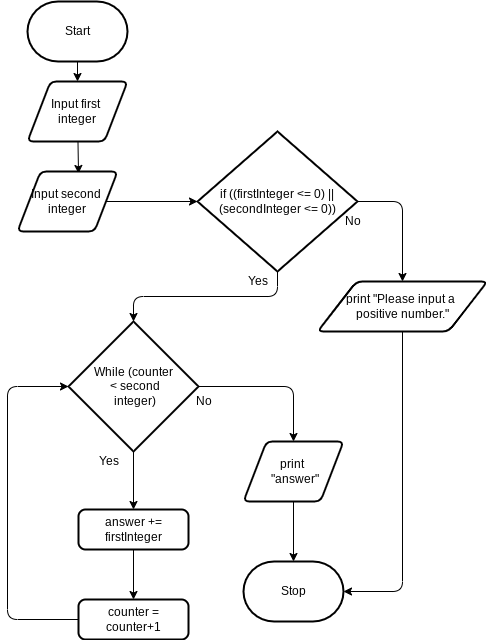 Start
Input first
integer
Input second
integer
if ((firstInteger <= 0) ||
(secondInteger <= 0))
No
Yes
print "Please input a
positive number."
While (counter
< second
integer)
No
Yes
print
"answer"
answer +=
firstInteger
Stop
counter =
counter+1